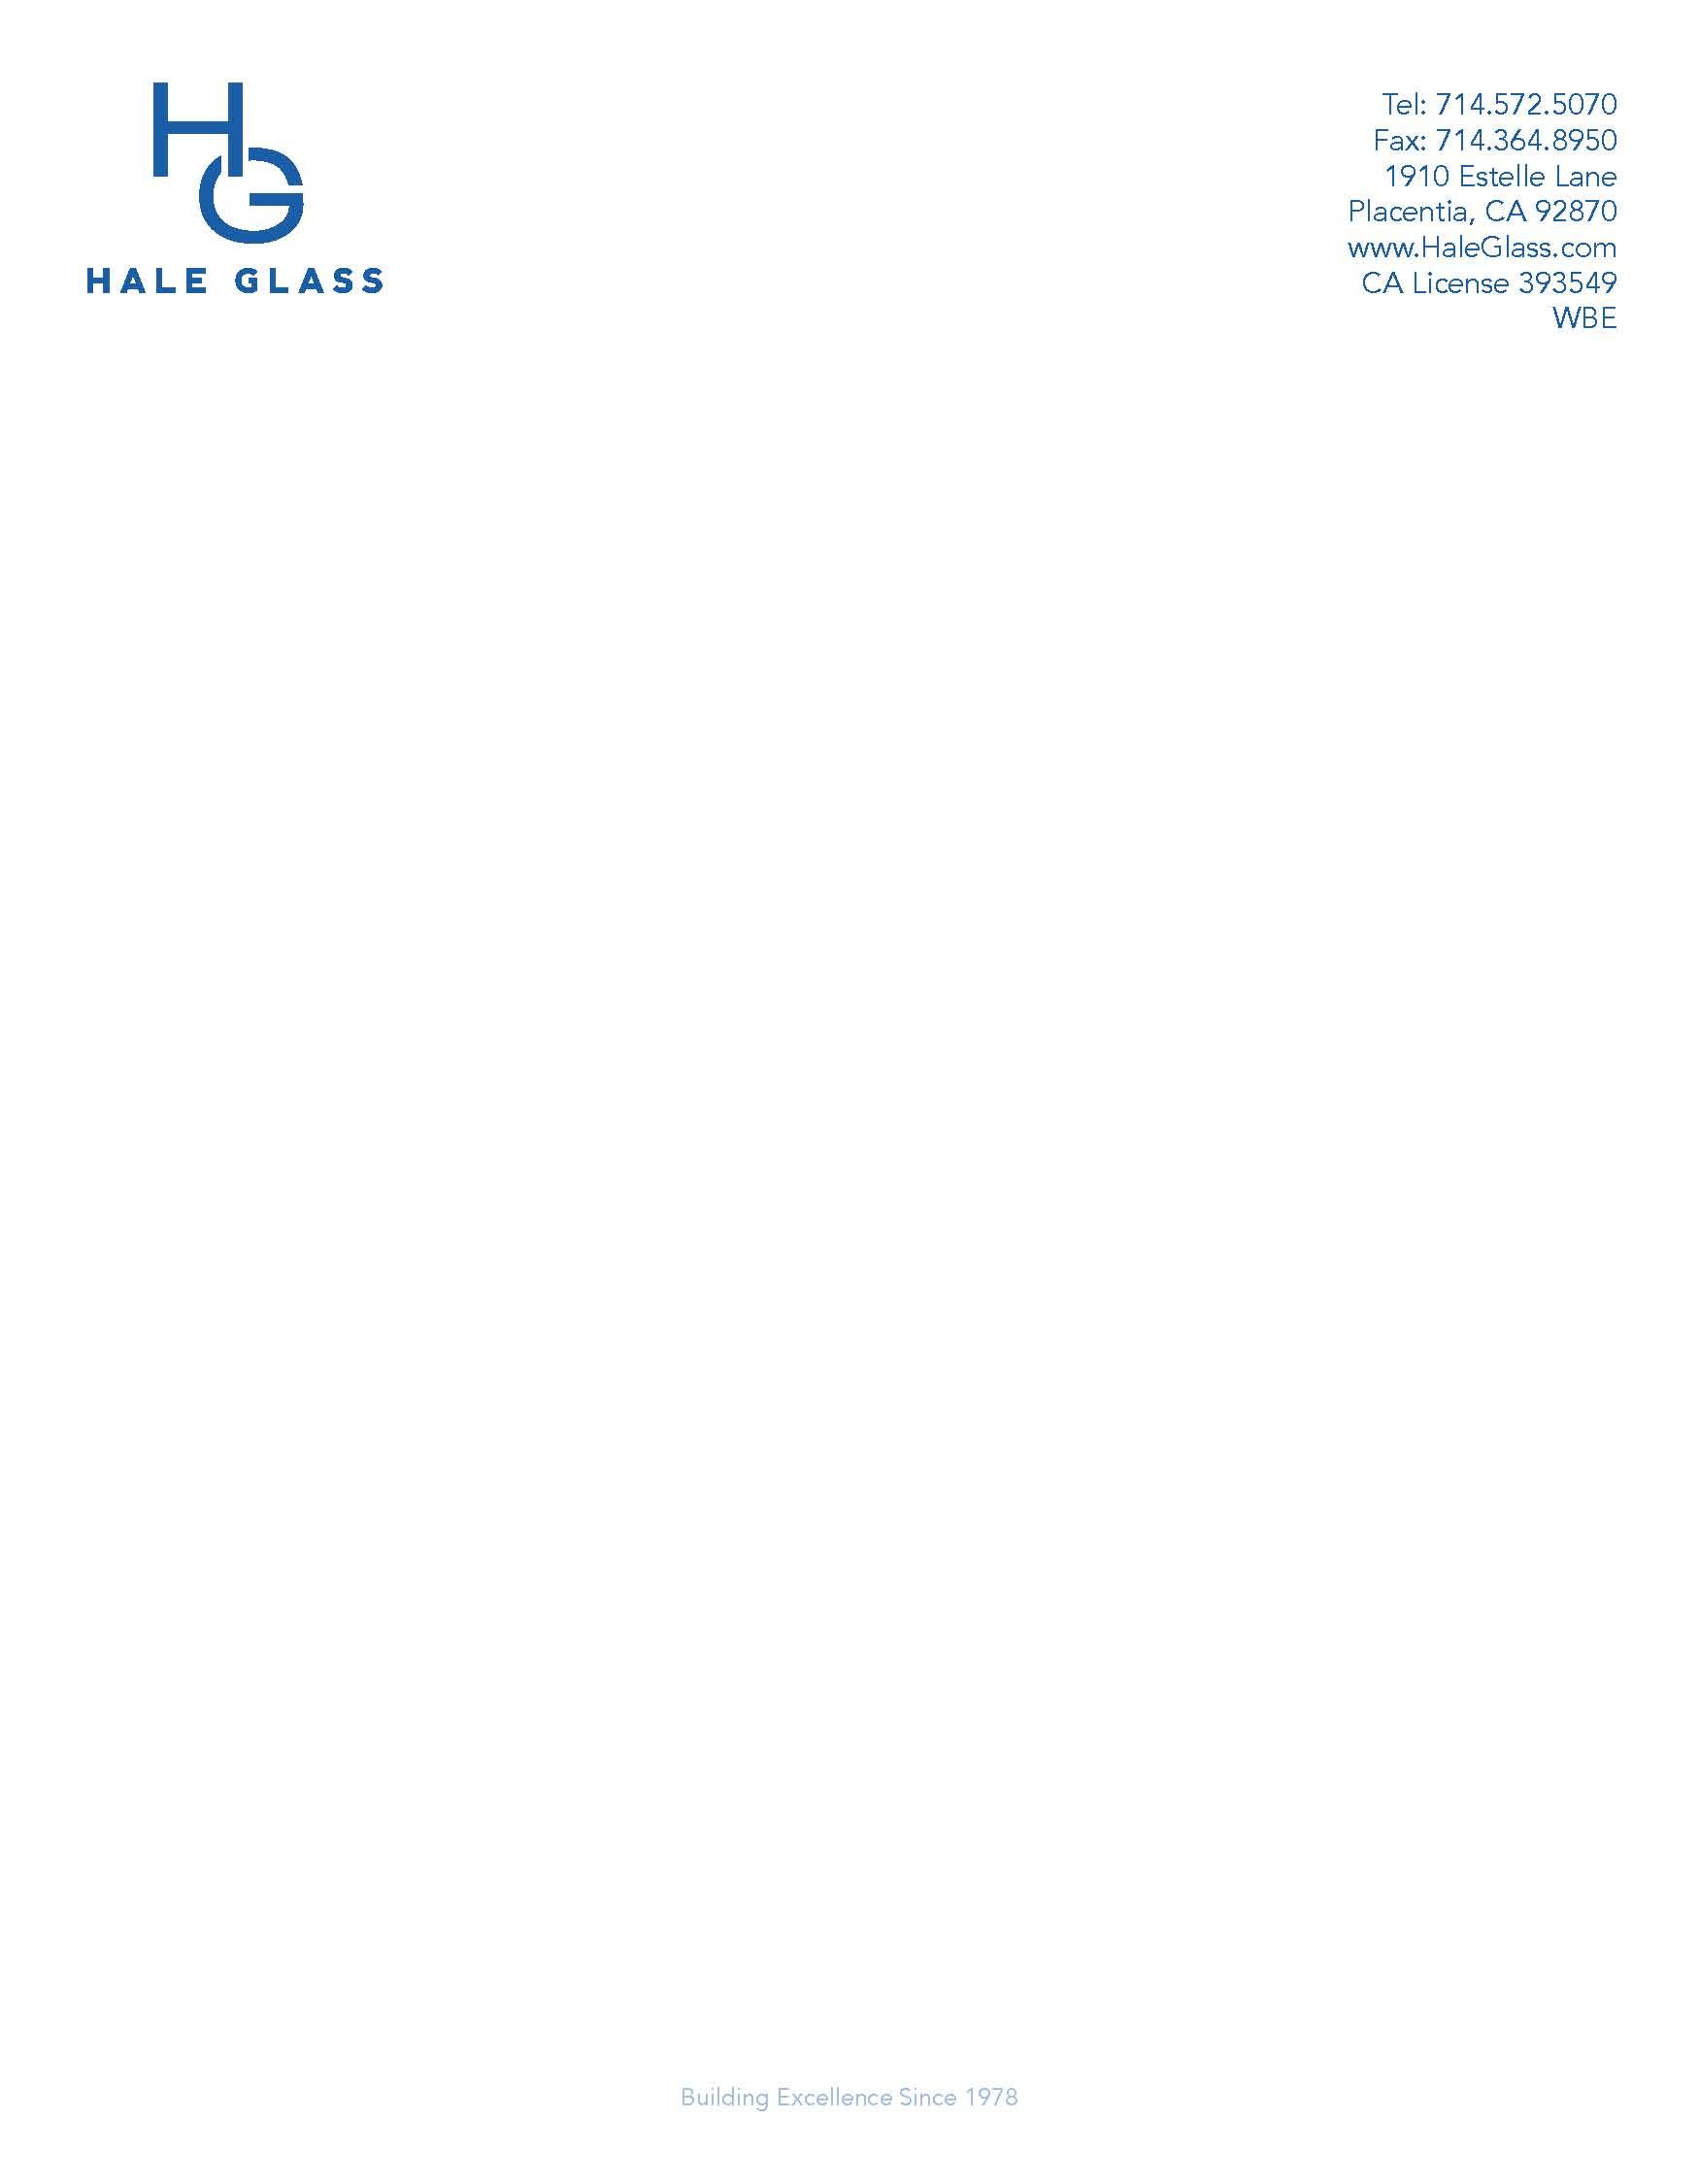 HG
HALE GLASS
Tel: 714.572.5070
Fax: 714.364.8950
1910 Estelle Lane
Placentia, CA 92870
www.HaleGlass.com
CA License 393549
WBE
Building Excellence Since 1978